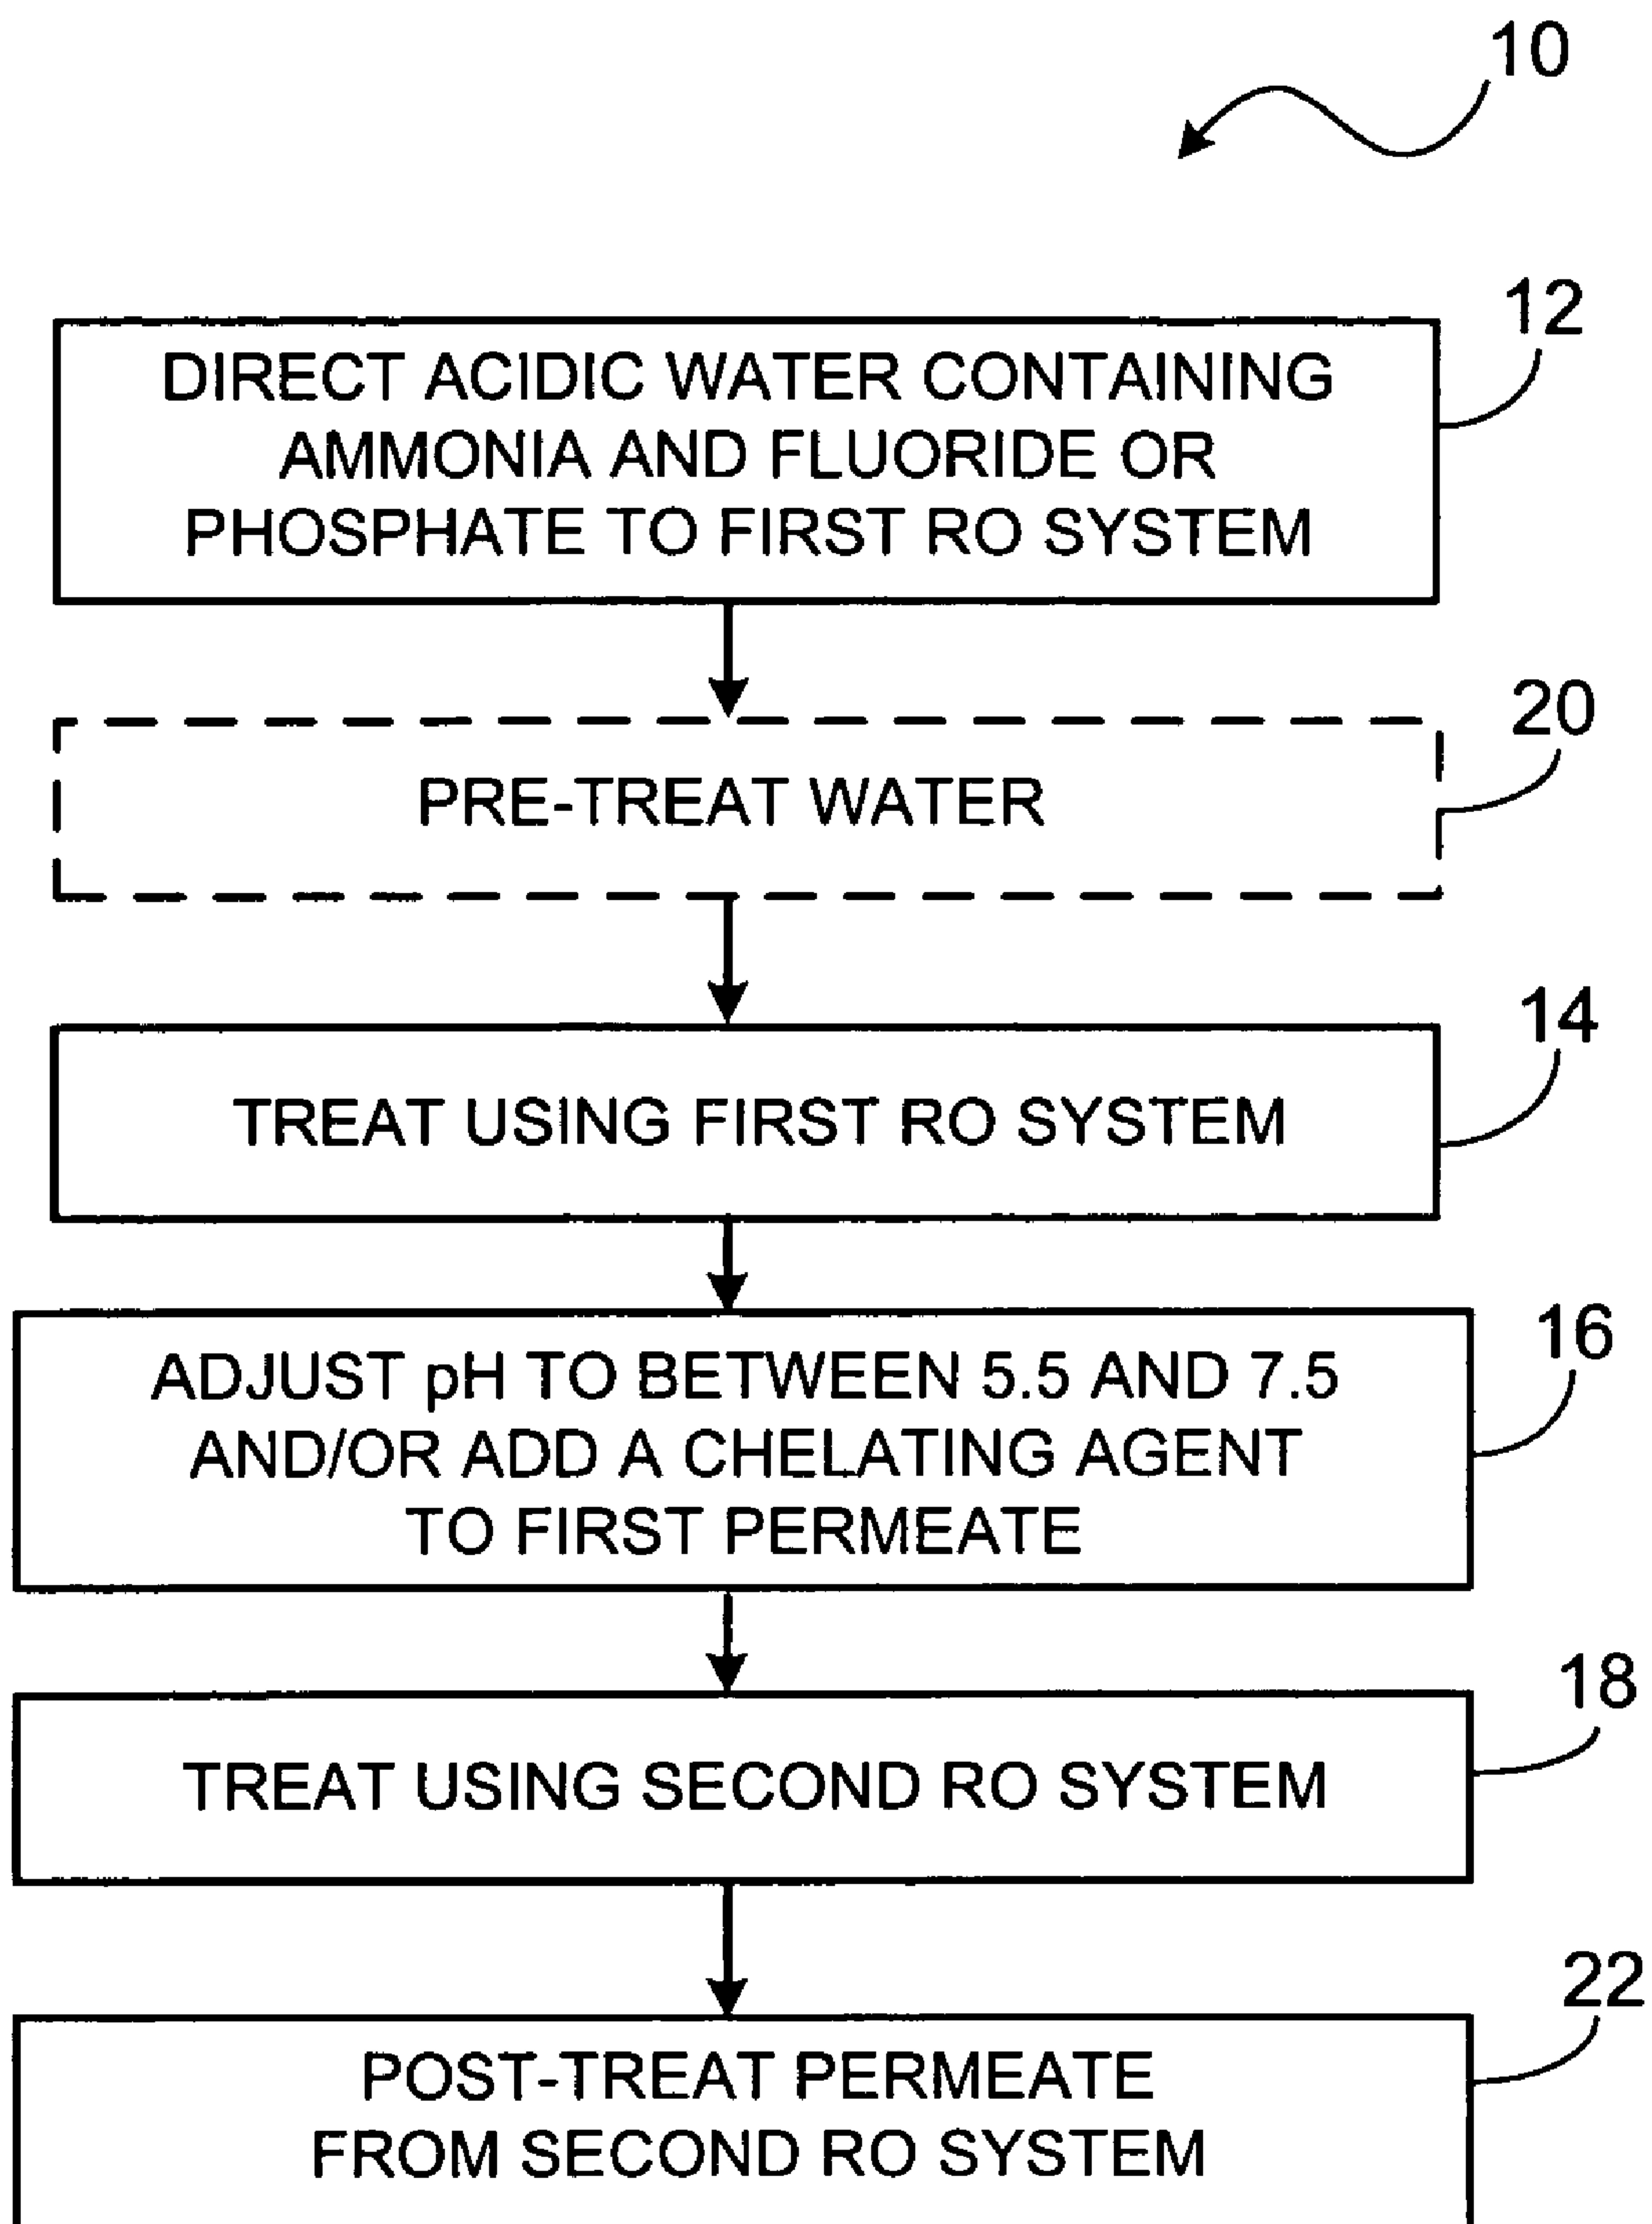 10
12
DIRECT ACIDIC WATER CONTAINING
AMMONIA AND FLUORIDE OR
PHOSPHATE TO FIRST RO SYSTEM
20
PRE-TREAT WATER
14
TREAT USING FIRST RO SYSTEM
16
ADJUST pH TO BETWEEN 5.5 AND 7.5
AND/OR ADD A CHELATING AGENT
TO FIRST PERMEATE
18
TREAT USING SECOND RO SYSTEM
22
POST-TREAT PERMEATE
FROM SECOND RO SYSTEM